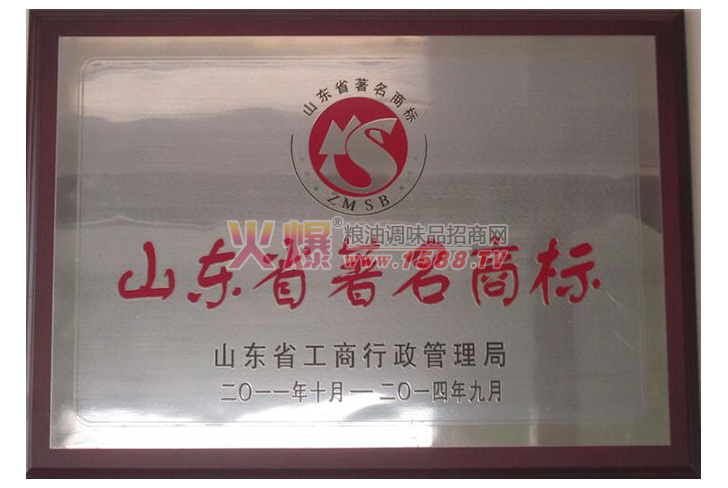 山东省著名商标
ZMSB
火爆®粮油调味品招商网
www.1588.TV
山东省著名商标
山东省工商行政管理局
二〇一一年十月—二〇一四年九月